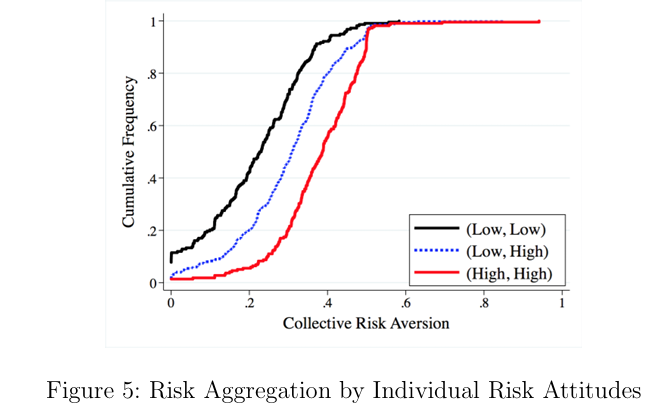 1
.8
.6
.4
.2
0
Cumulative Frequency
(Low, Low)
(Low, High)
(High, High)
0 .2 .4 .6 .8 1
Collective Risk Aversion
Figure 5: Risk Aggregation by Individual Risk Attitudes